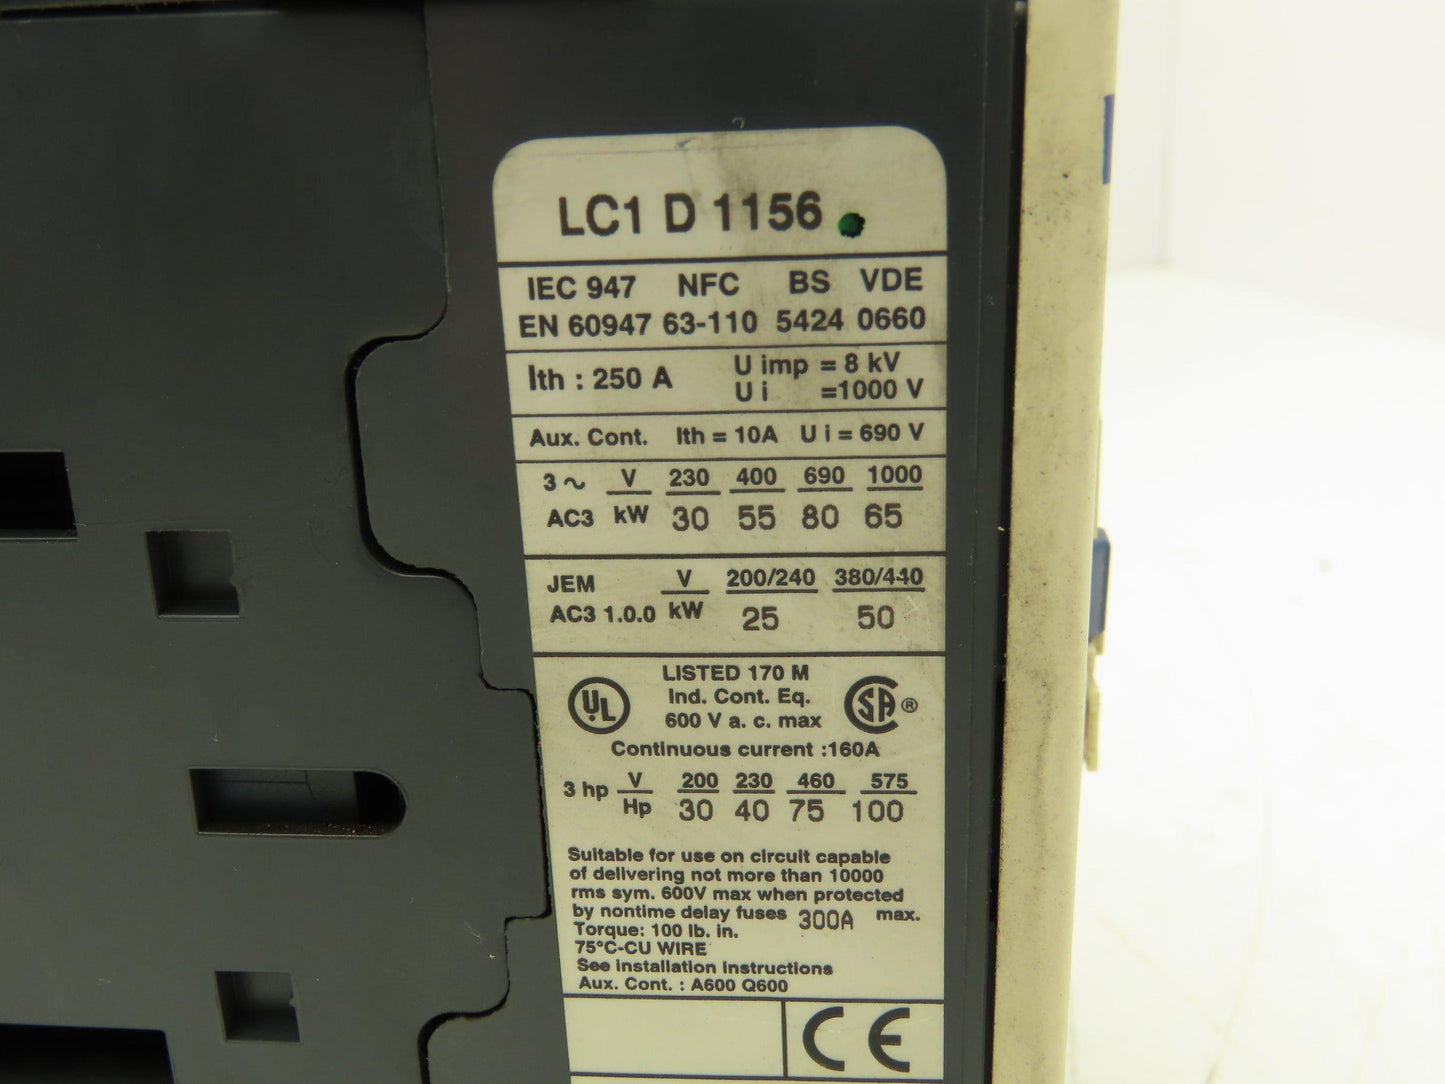 LC1 D 1156
IEC 947 NFC BS VDE
EN 60947 63-110 5424 0660
Ith : 250 A U imp = 8 kV
U i =1000 V
Aux. Cont. Ith = 10A U i = 690 V
3 ~ V 230 400 690 1000
AC3 kW 30 55 80 65
JEM V 200/240 380/440
AC3 1.0.0 kW 25 50
LISTED 170 M
UL Ind. Cont. Eq. CSA ®
600 V a. c. max
Continuous current :160A
3 hp V 200 230 460 575
Hp 30 40 75 100
Suitable for use on circuit capable
of delivering not more than 10000
rms sym. 600V max when protected
by nontime delay fuses 300A max.
Torque: 100 lb. in.
75°C-CU WIRE
See installation instructions
Aux. Cont. : A600 Q600
CE